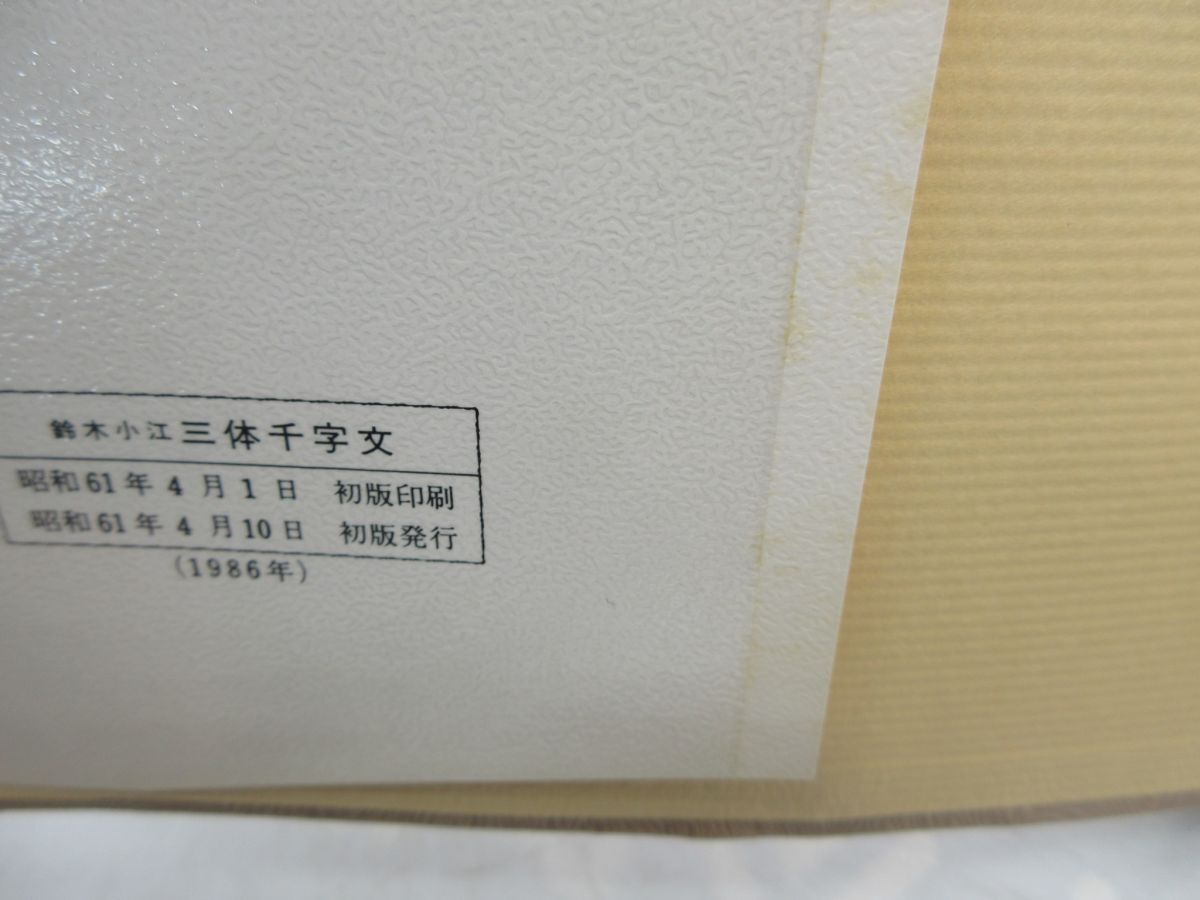 鈴木小江 三体千字文
昭和61年 4 月 1 日 初版印刷
昭和61年 4 月 10日 初版発行
(1986年)